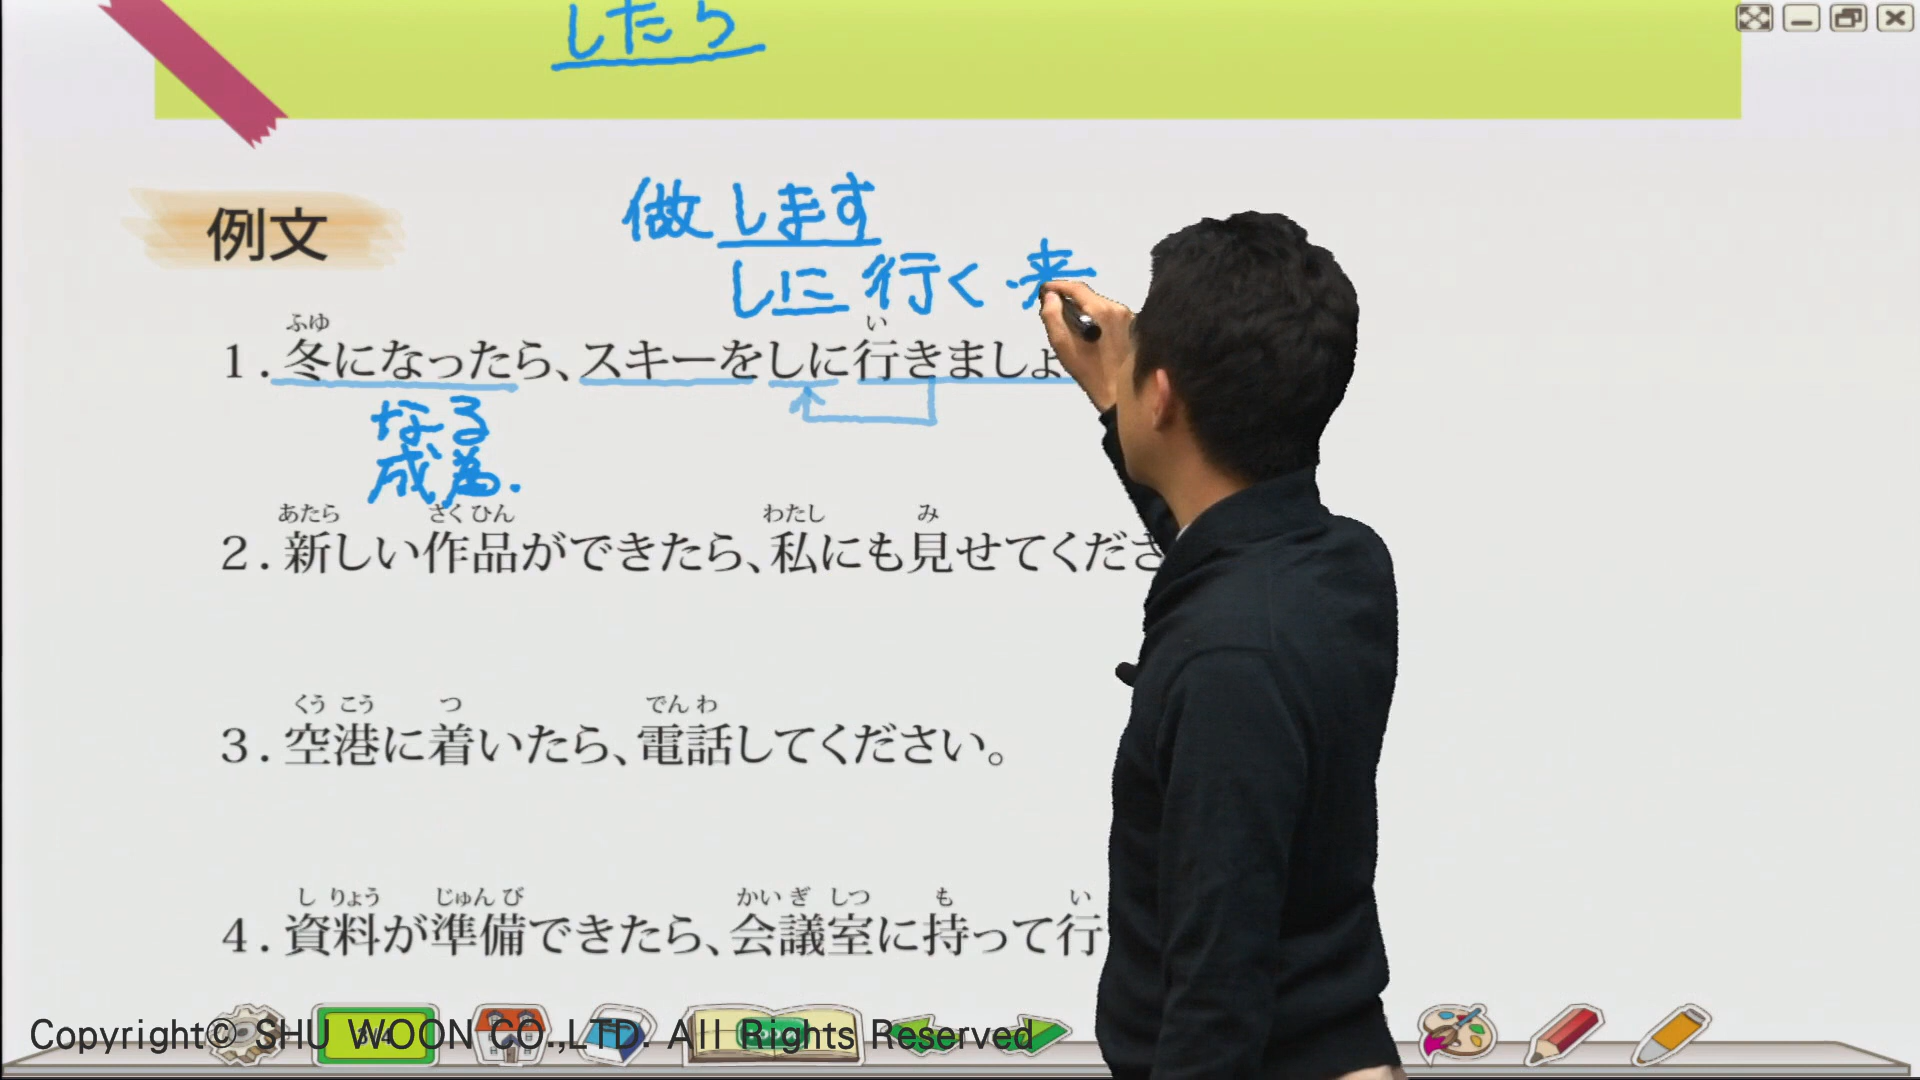 したら
例文
做します
しに行く来
ふゆ い
1.冬になったら、スキーをしに行きましょ
なる
成為.
あたら さくひん わたし み
2.新しい作品ができたら、私にも見せてくださ
くうこう つ でんわ
3.空港に着いたら、電話してください。
しりょう じゅんび かいぎしつ も い
4.資料が準備できたら、会議室に持って行
Copyright© SHU WOON CO.,LTD. All Rights Reserved